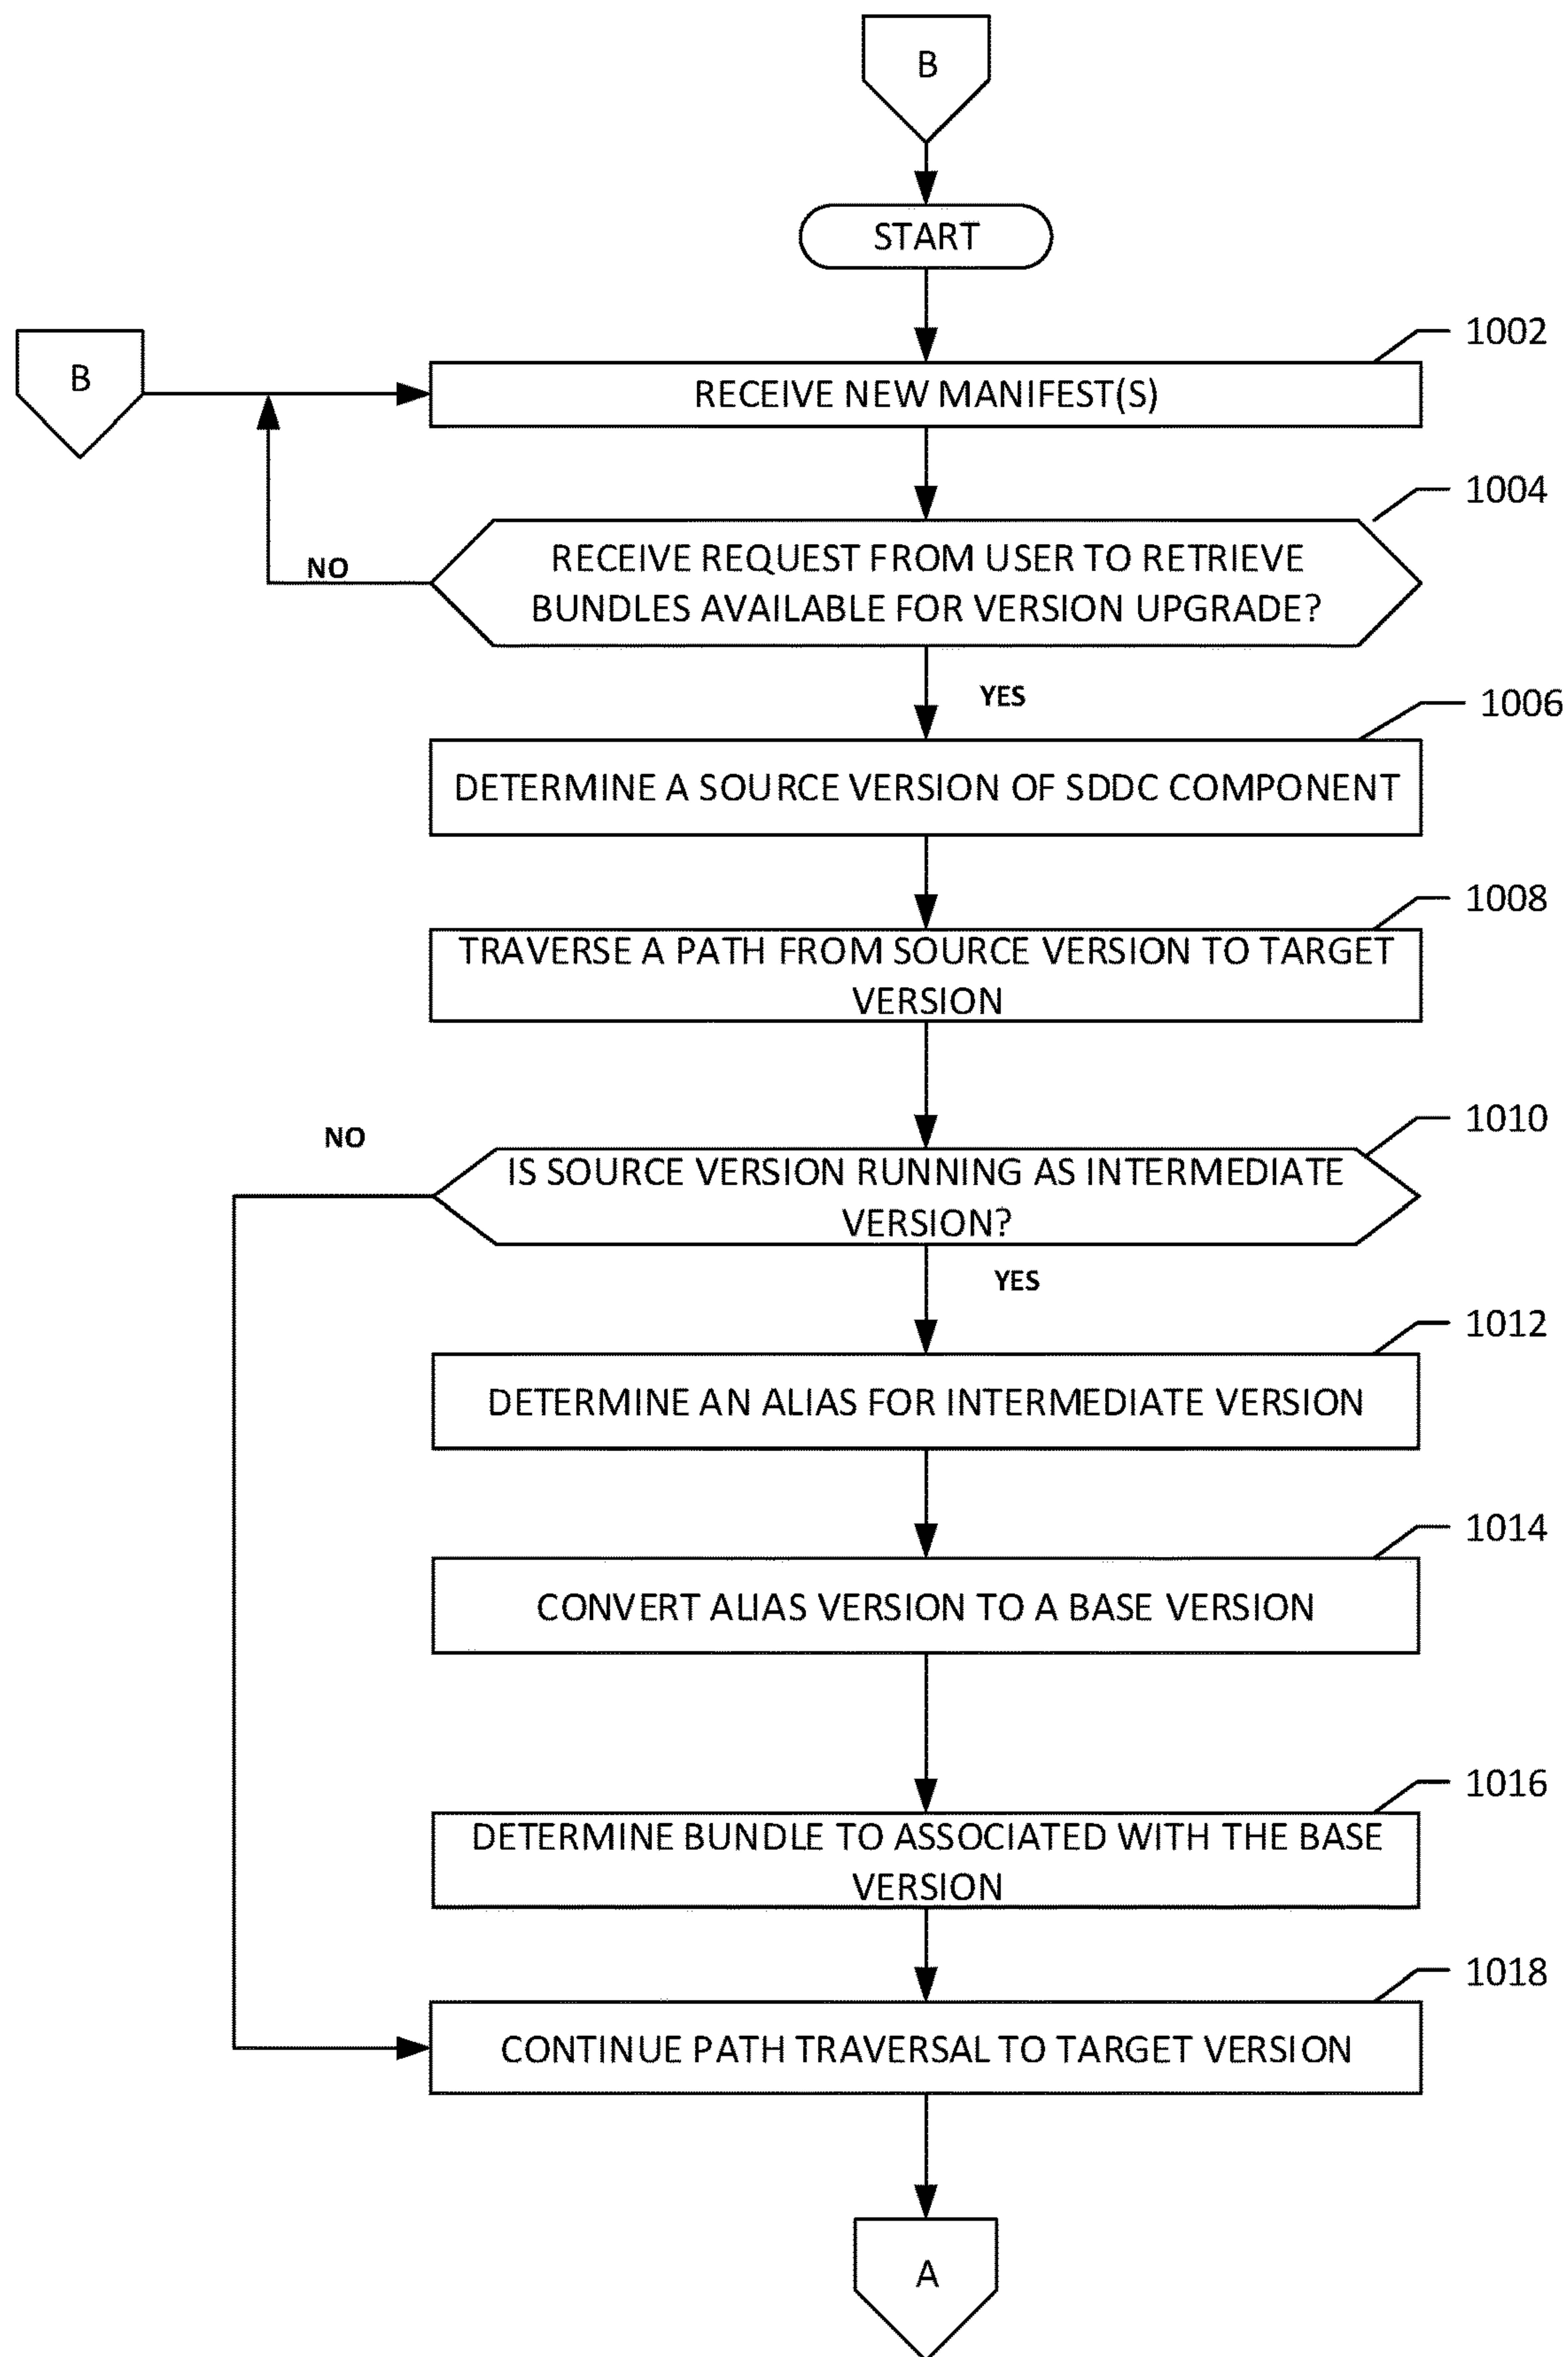 B
START
B
1002
RECEIVE NEW MANIFEST(S)
1004
RECEIVE REQUEST FROM USER TO RETRIEVE
BUNDLES AVAILABLE FOR VERSION UPGRADE?
NO
YES
1006
DETERMINE A SOURCE VERSION OF SDDC COMPONENT
1008
TRAVERSE A PATH FROM SOURCE VERSION TO TARGET
VERSION
1010
NO
IS SOURCE VERSION RUNNING AS INTERMEDIATE
VERSION?
YES
1012
DETERMINE AN ALIAS FOR INTERMEDIATE VERSION
1014
CONVERT ALIAS VERSION TO A BASE VERSION
1016
DETERMINE BUNDLE TO ASSOCIATED WITH THE BASE
VERSION
1018
CONTINUE PATH TRAVERSAL TO TARGET VERSION
A